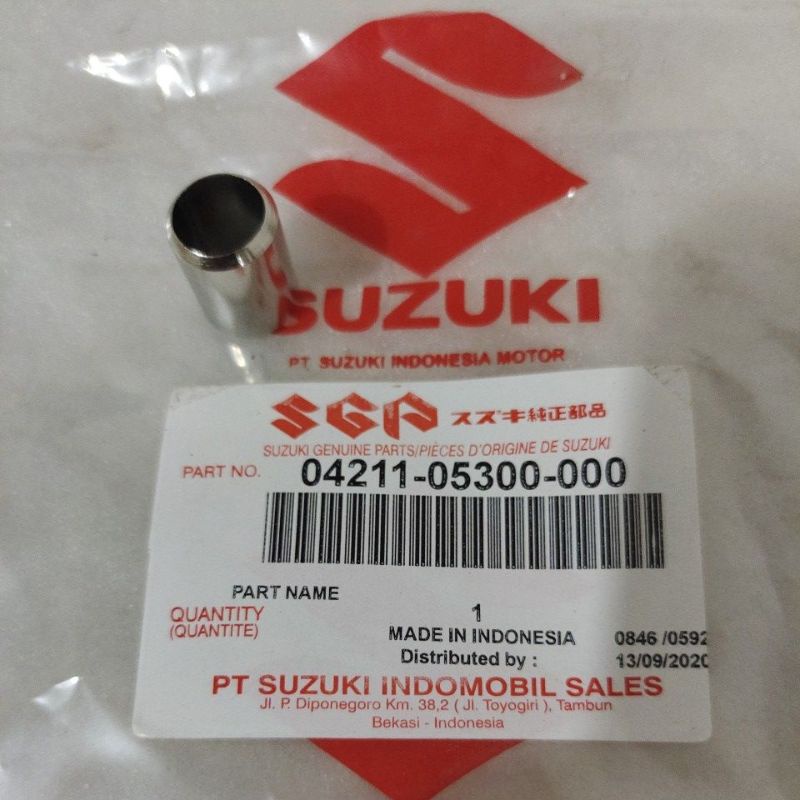 SUZUKI
PT SUZUKI INDONESIA MOTOR
SGP スズキ純正部品
SUZUKI GENUINE PARTS/PIÈCES D'ORIGINE DE SUZUKI
PART NO. 04211-05300-000
PART NAME
QUANTITY 1
(QUANTITE)
MADE IN INDONESIA 0846 /0592
Distributed by : 13/09/2020
PT SUZUKI INDOMOBIL SALES
Jl. P. Diponegoro Km. 38,2 ( Jl. Toyogiri ), Tambun
Bekasi - Indonesia